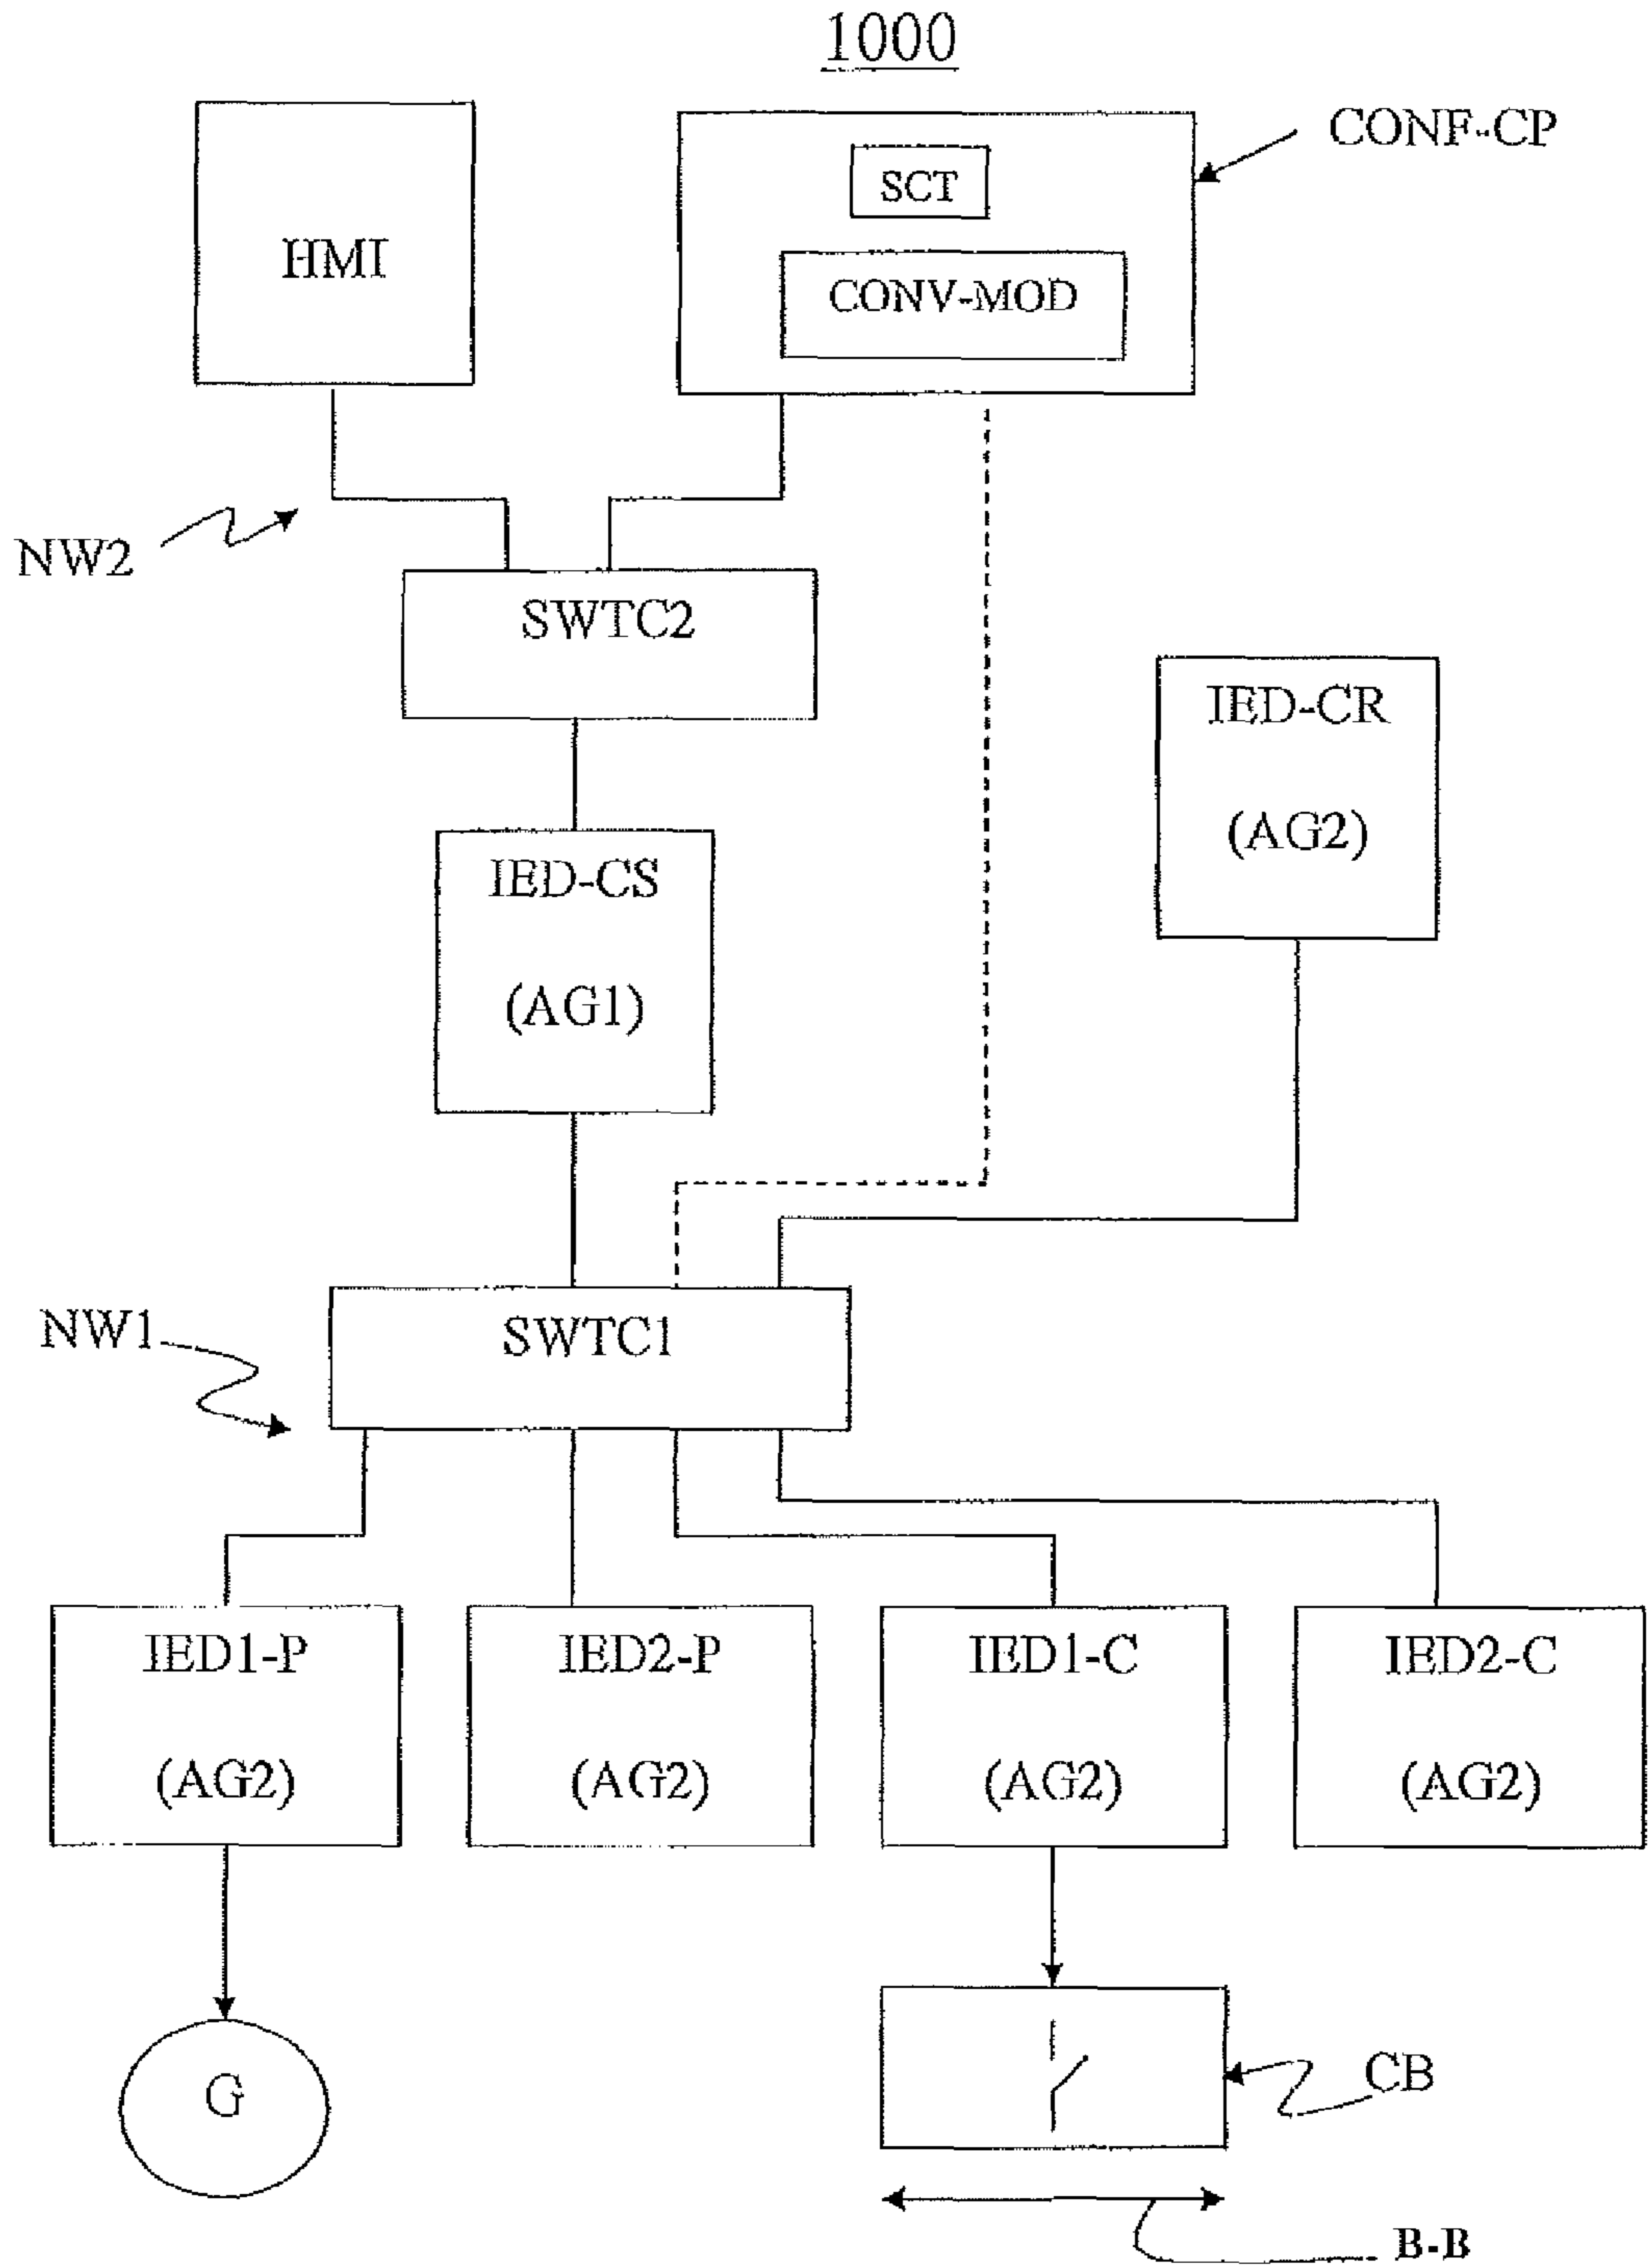 1000
CONF-CP
HMI
SCT
CONV-MOD
NW2
SWTC2
IED-CR
(AG2)
IED-CS
(AG1)
NW1
SWTC1
IED1-P
(AG2)
IED2-P
(AG2)
IED1-C
(AG2)
IED2-C
(AG2)
G
CB
B-B